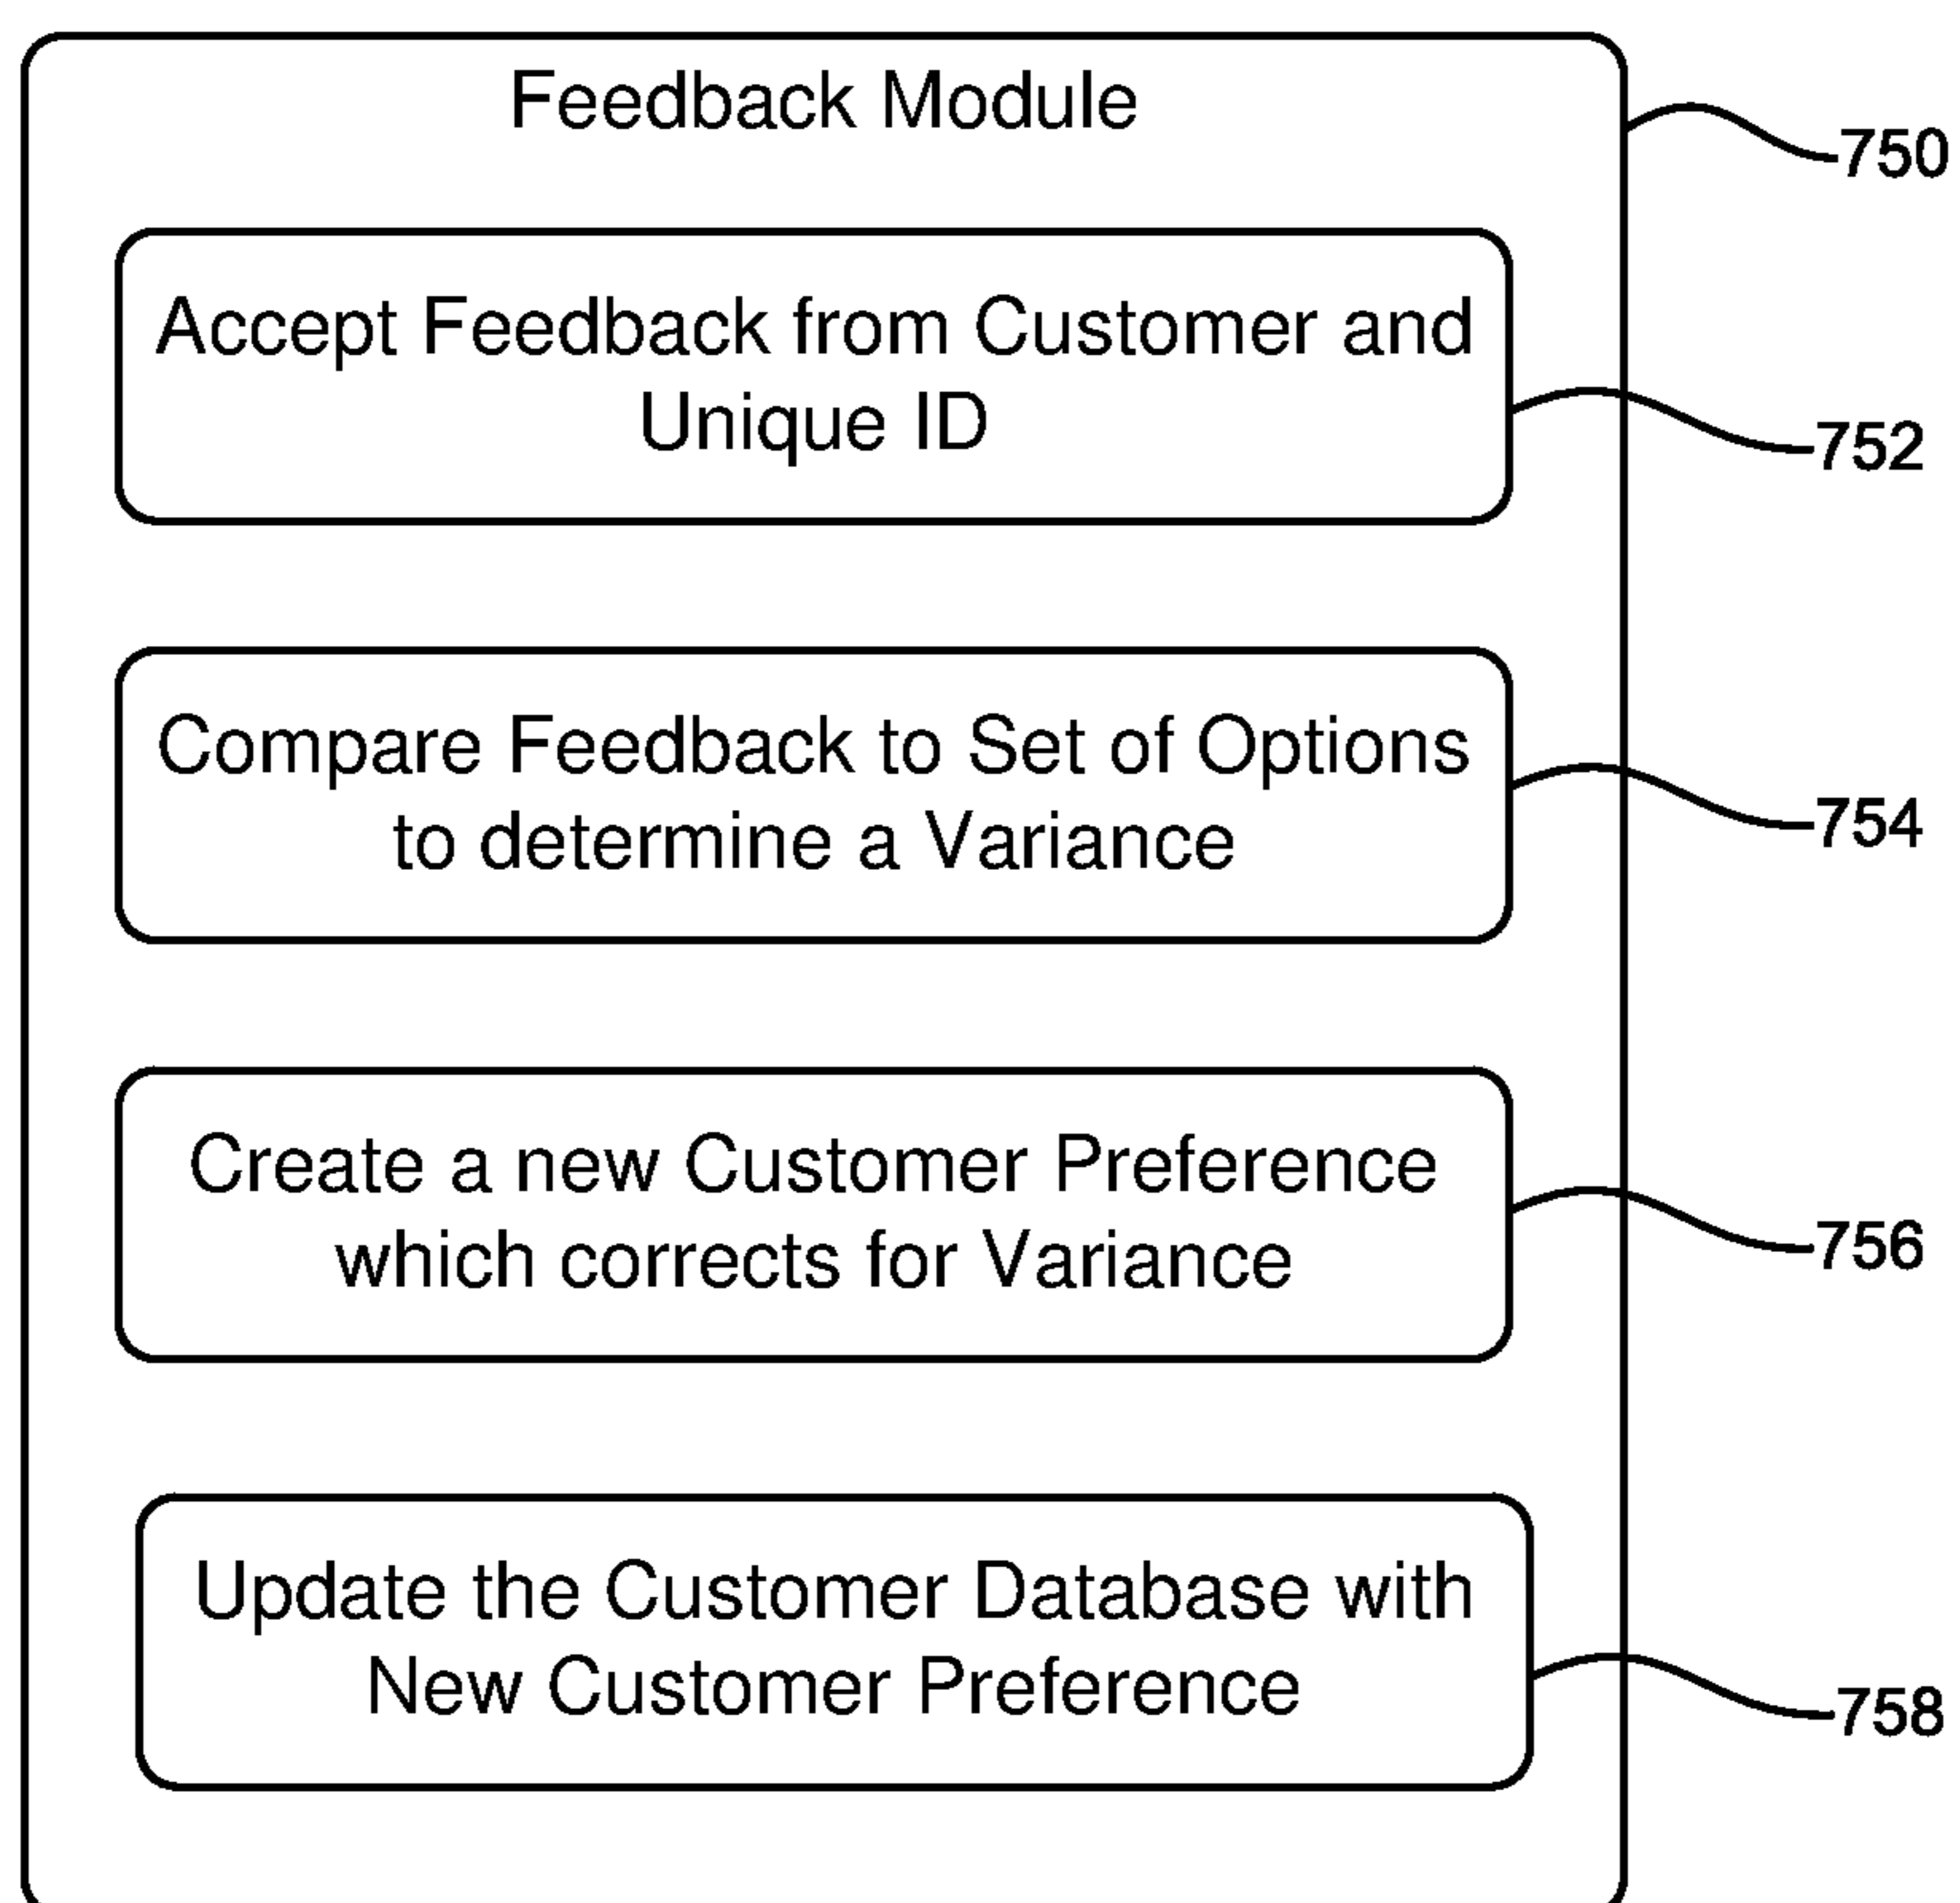 Feedback Module
750
Accept Feedback from Customer and
Unique ID
752
Compare Feedback to Set of Options
to determine a Variance
754
Create a new Customer Preference
which corrects for Variance
756
Update the Customer Database with
New Customer Preference
758